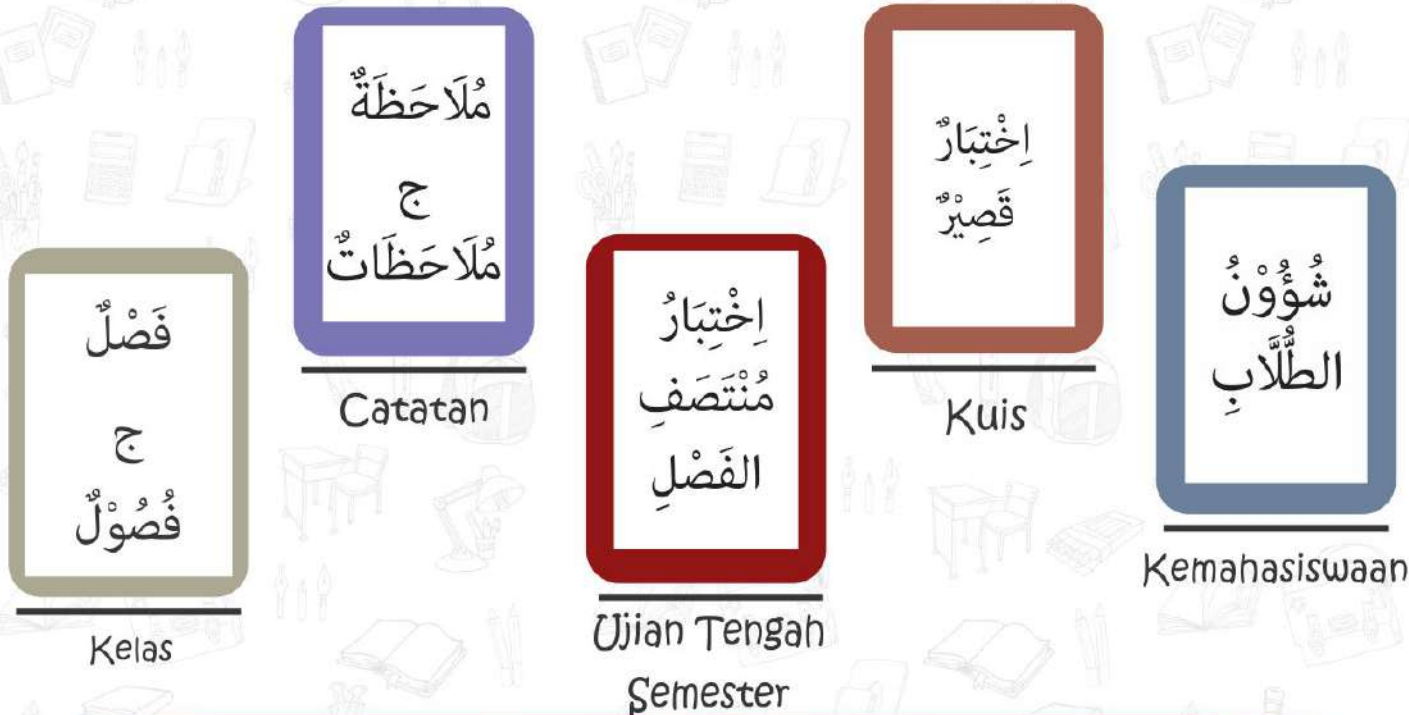 فَصْلٌ
ج
فُصُوْلٌ
Kelas
مُلَاحَظَةٌ
ج
مُلَاحَظَاتٌ
Catatan
اِخْتِبَارُ
مُنْتَصَفِ
الفَصْلِ
Ujian Tengah
Semester
اِخْتِبَارٌ
قَصِيْرٌ
Kuis
شُؤُوْنُ
الطُّلَّابِ
Kemahasiswaan